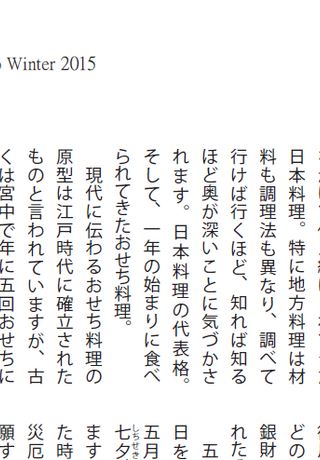 Winter 2015
日本料理。特に地方料理は材
料も調理法も異なり、調べて
行けば行くほど、知れば知る
ほど奥が深いことに気づかさ
れます。日本料理の代表格。
そして、一年の始まりに食べ
られてきたおせち料理。
現代に伝わるおせち料理の
原型は江戸時代に確立された
ものと言われていますが、古
くは宮中で年に五回おせちに
どの
銀財
れた
五
日を
五月
七夕
しちせき
ます
た時
災厄
願す